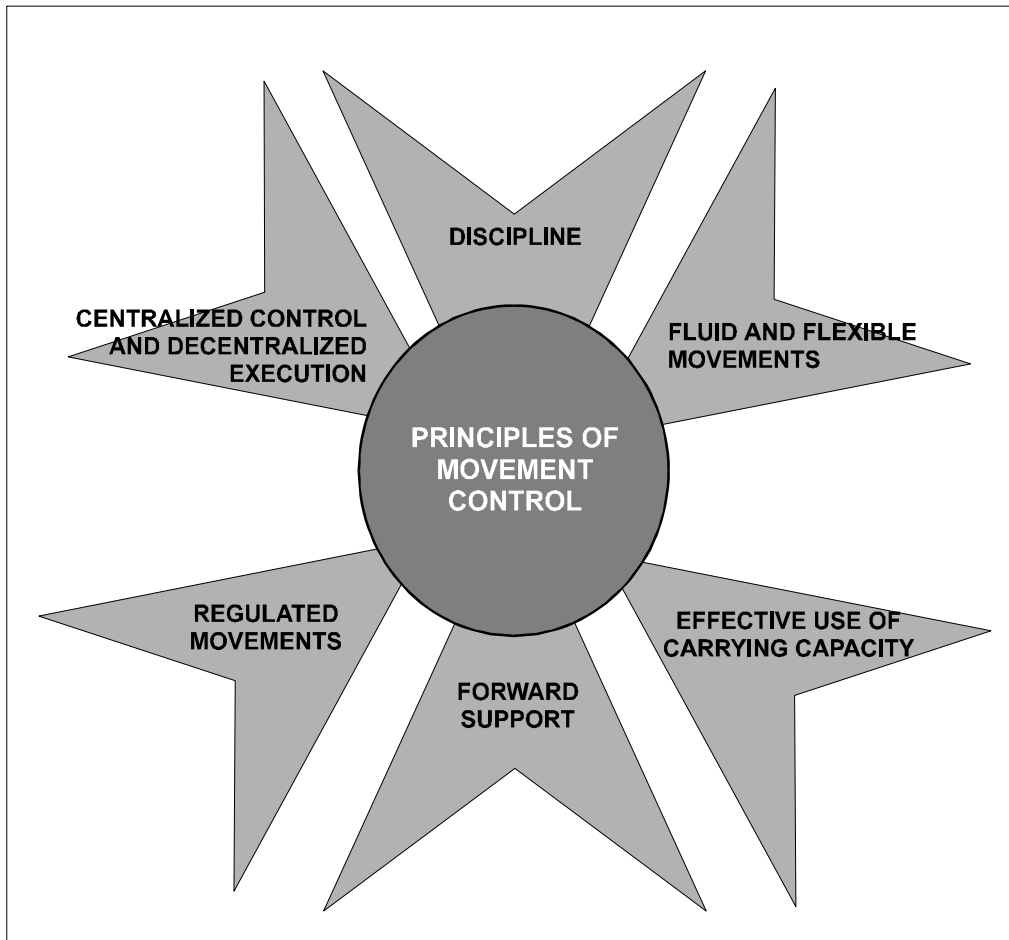 DISCIPLINE
CENTRALIZED CONTROL
AND DECENTRALIZED
EXECUTION
FLUID AND FLEXIBLE
MOVEMENTS
PRINCIPLES OF
MOVEMENT
CONTROL
REGULATED
MOVEMENTS
EFFECTIVE USE OF
CARRYING CAPACITY
FORWARD
SUPPORT